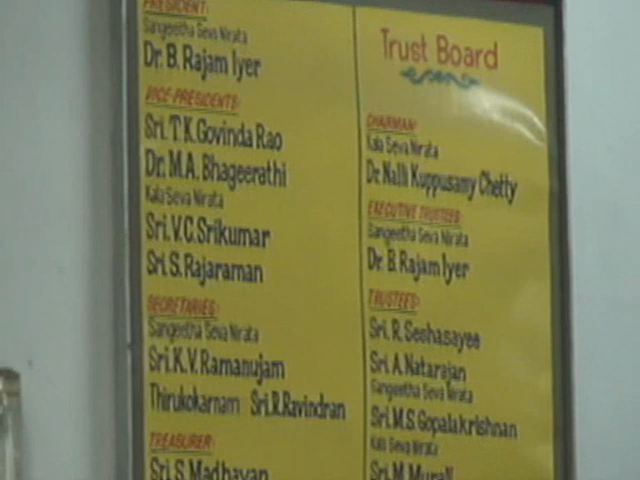 PRESIDENT:
Sangeetha Seva Nirata
Dr. B. Rajam Iyer
VICE-PRESIDENTS:
Sri. T.K. Govinda Rao
Dr. M.A. Bhageerathi
Kala Seva Nirata
Sri. V.C. Srikumar
Sri S. Rajaraman
SECRETARIES:
Sangeetha Seva Nirata
Sri. K.V. Ramanujam
Thirukokarnam Sri. R. Ravindran
TREASURER:
Sri. S. Madhavan
Trust Board
CHAIRMAN:
Kala Seva Nirata
Dr Nalli Kuppusamy Chetty
EXECUTIVE TRUSTEES:
Sangeetha Seva Nirata
Dr. B. Rajam Iyer
TRUSTEES:
Sri. R. Seshasayee
Sri A. Natarajan
Sangeetha Seva Nirata
Sri. M.S. Gopalakrishnan
Kala Seva Nirata
Sri. M. Murali